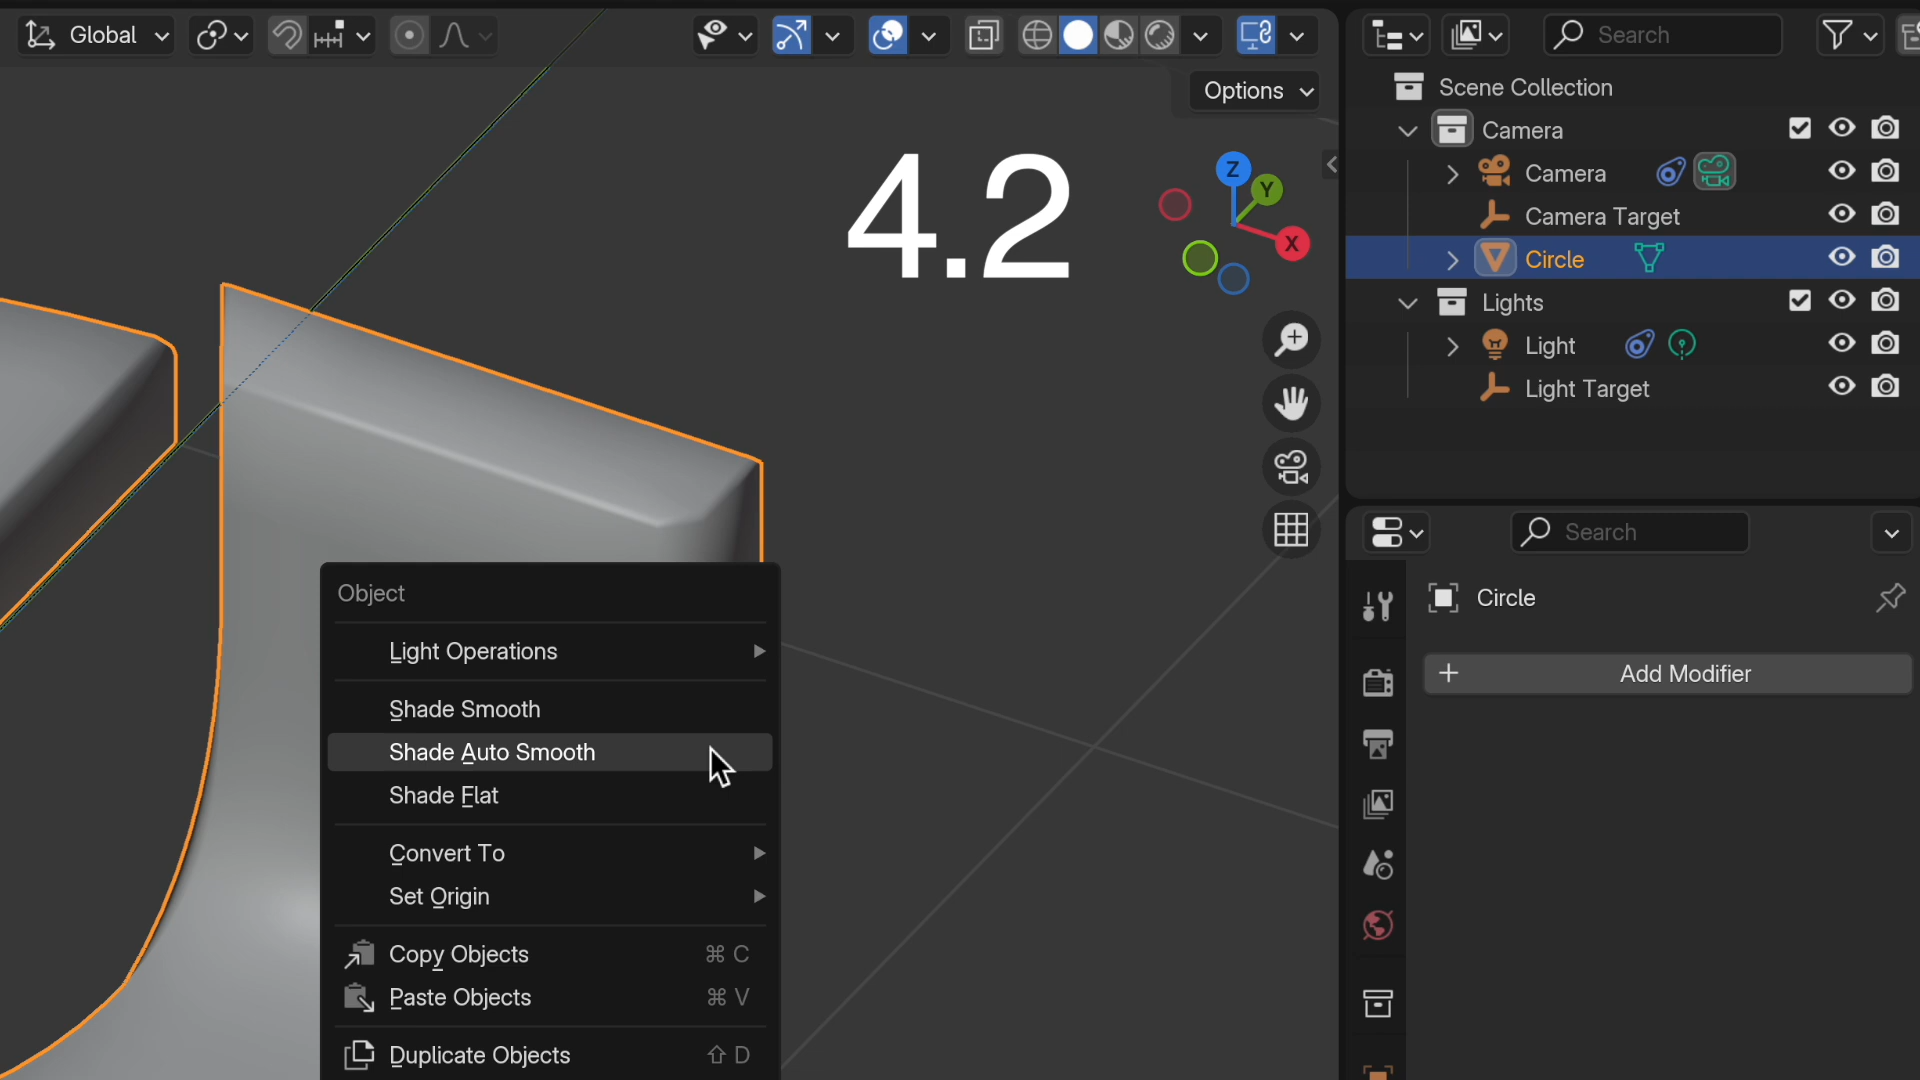 Global
Options
4.2
Z
Y
X
Object
Light Operations
Shade Smooth
Shade Auto Smooth
Shade Flat
Convert To
Set Origin
Copy Objects ⌘ C
Paste Objects ⌘ V
Duplicate Objects ⇧ D
Search
Scene Collection
Camera
Camera
Camera Target
Circle
Lights
Light
Light Target
Search
Circle
+ Add Modifier